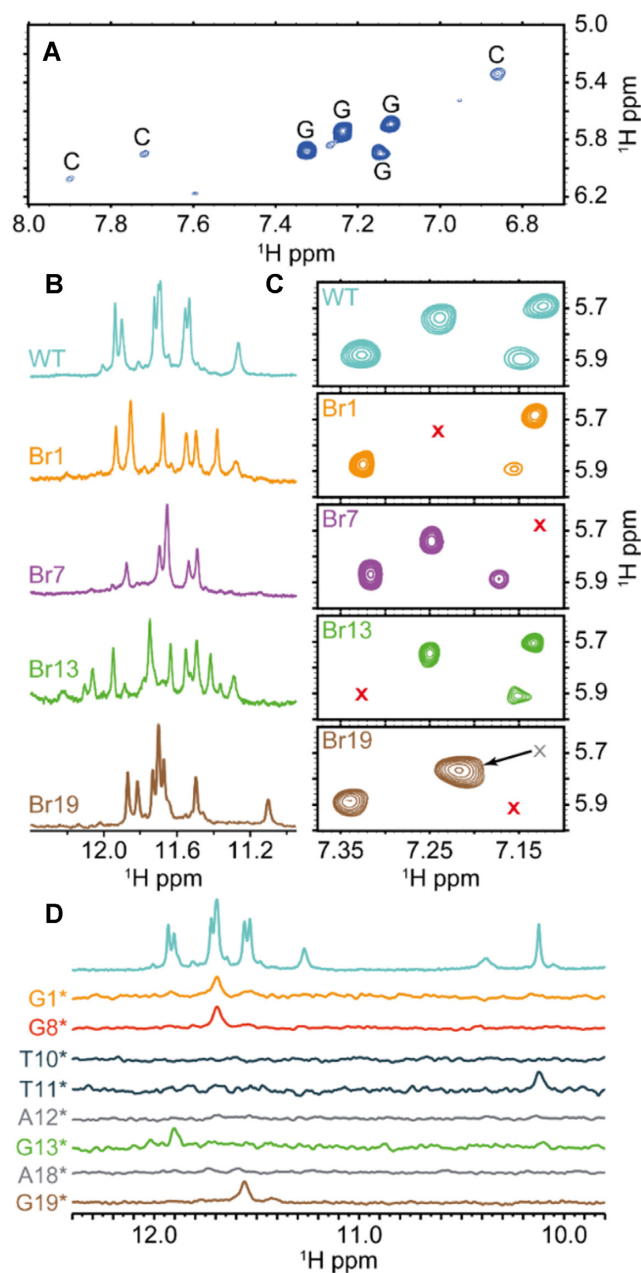 A
C
C
C
G
G
G
G
5.0
5.4
5.8
6.2
¹H ppm
8.0 7.8 7.6 7.4 7.2 7.0 6.8
¹H ppm
B
C
WT
Br1
Br7
Br13
Br19
12.0 11.6 11.2
¹H ppm
WT
5.7
5.9
Br1
x
5.7
5.9
Br7
x
5.7
5.9
¹H ppm
Br13
x
5.7
5.9
Br19
x
x
5.7
5.9
7.35 7.25 7.15
¹H ppm
D
G1*
G8*
T10*
T11*
A12*
G13*
A18*
G19*
12.0 11.0 10.0
¹H ppm